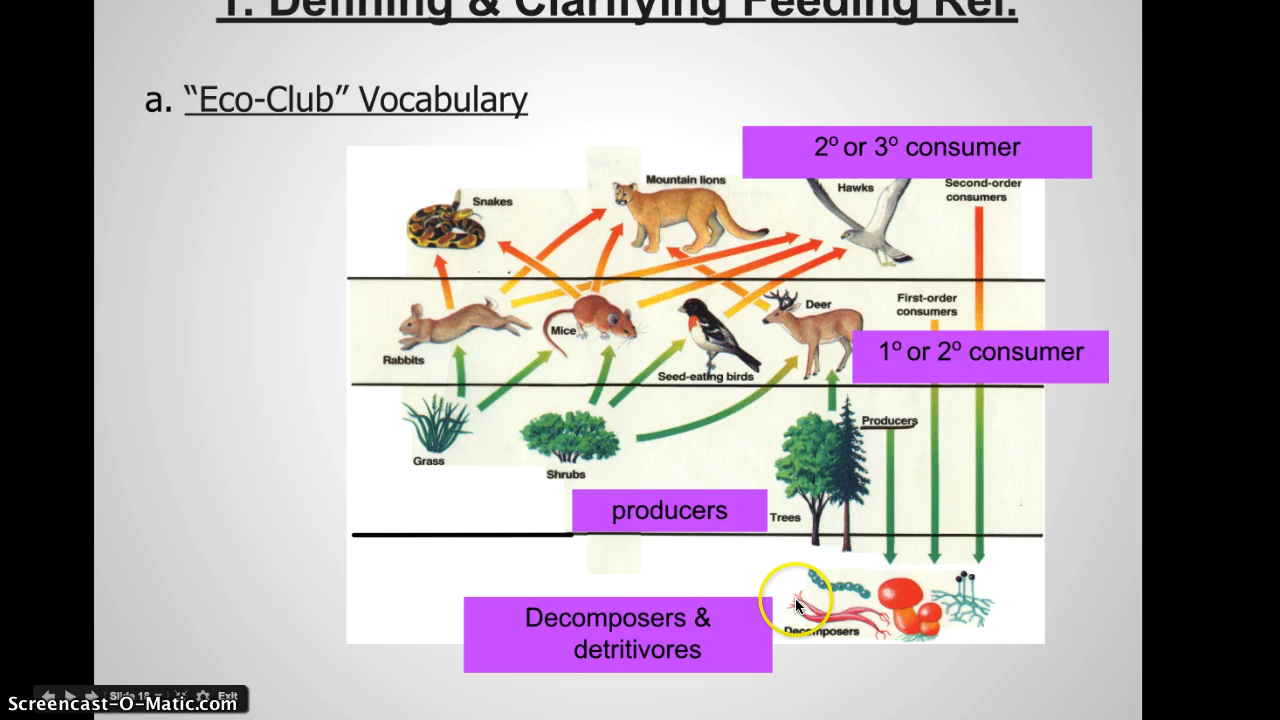 1. Defining & Clarifying Feeding Rel.
a. “Eco-Club” Vocabulary
2º or 3º consumer
Mountain lions
Hawks
Second-order
consumers
Snakes
Deer
First-order
consumers
Mice
Rabbits
1º or 2º consumer
Seed-eating birds
Producers
Grass
Shrubs
producers
Trees
Decomposers &
detritivores
Decomposers
Exit
Screencast-O-Matic.com